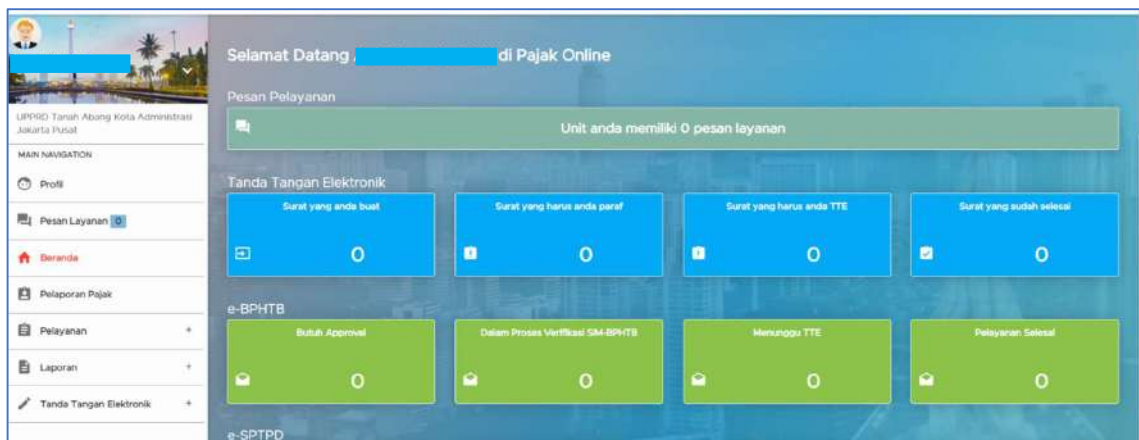 Selamat Datang di Pajak Online
UPPRD Tanah Abang Kota Administrasi
Jakarta Pusat
MAIN NAVIGATION
Profil
Pesan Layanan 0
Beranda
Pelaporan Pajak
Pelayanan +
Laporan +
Tanda Tangan Elektronik +
Pesan Pelayanan
Unit anda memiliki 0 pesan layanan
Tanda Tangan Elektronik
Surat yang anda buat
0
Surat yang harus anda paraf
0
Surat yang harus anda TTE
0
Surat yang sudah selesai
0
e-BPHTB
Butuh Approval
0
Dalam Proses Verifikasi SIM-BPHTB
0
Menunggu TTE
0
Pelayanan Selesai
0
e-SPTPD